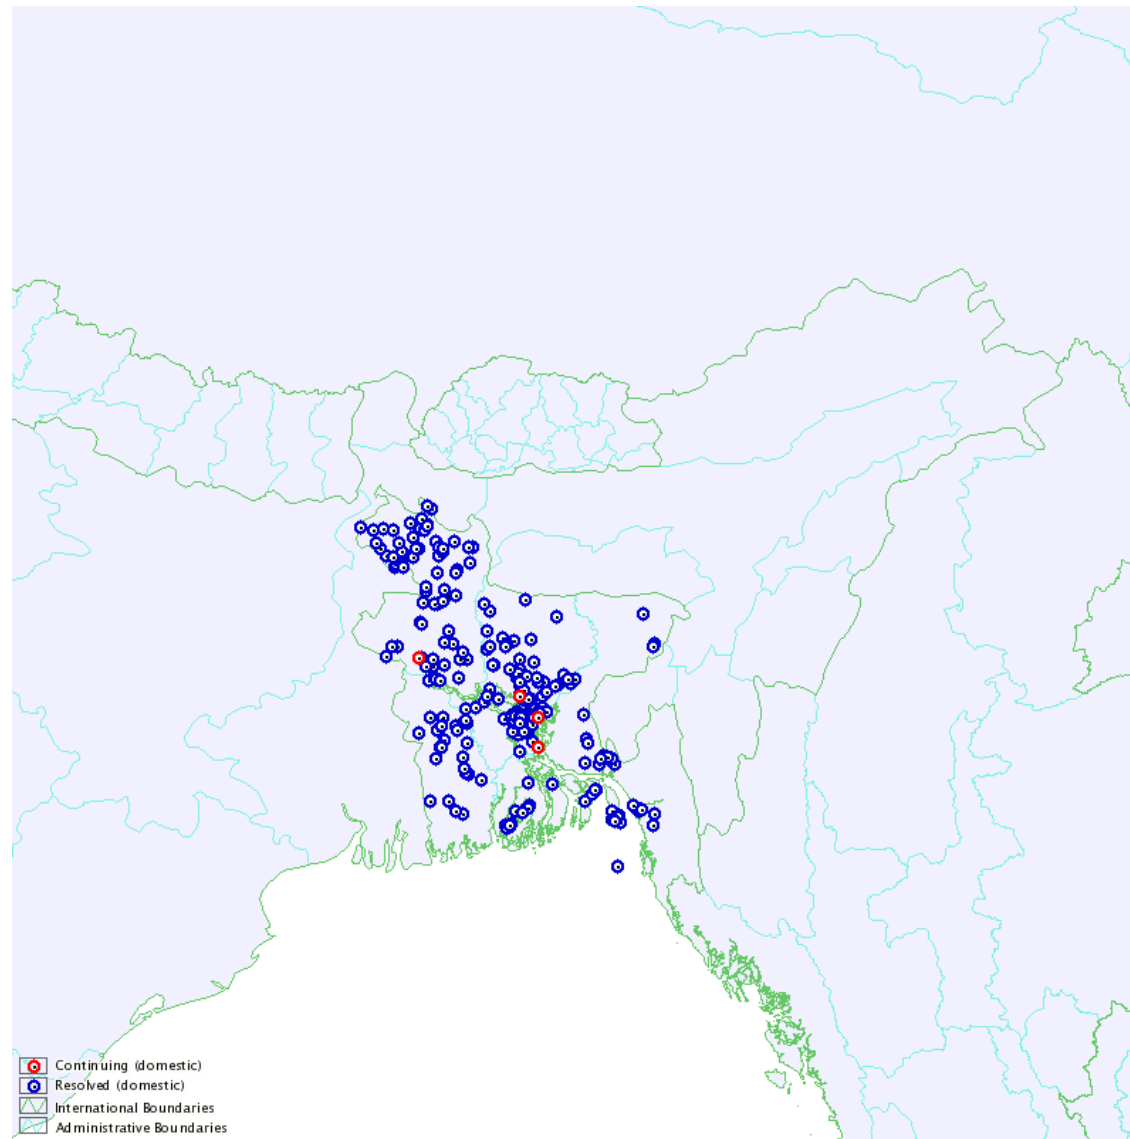 Continuing (domestic)
Resolved (domestic)
International Boundaries
Administrative Boundaries